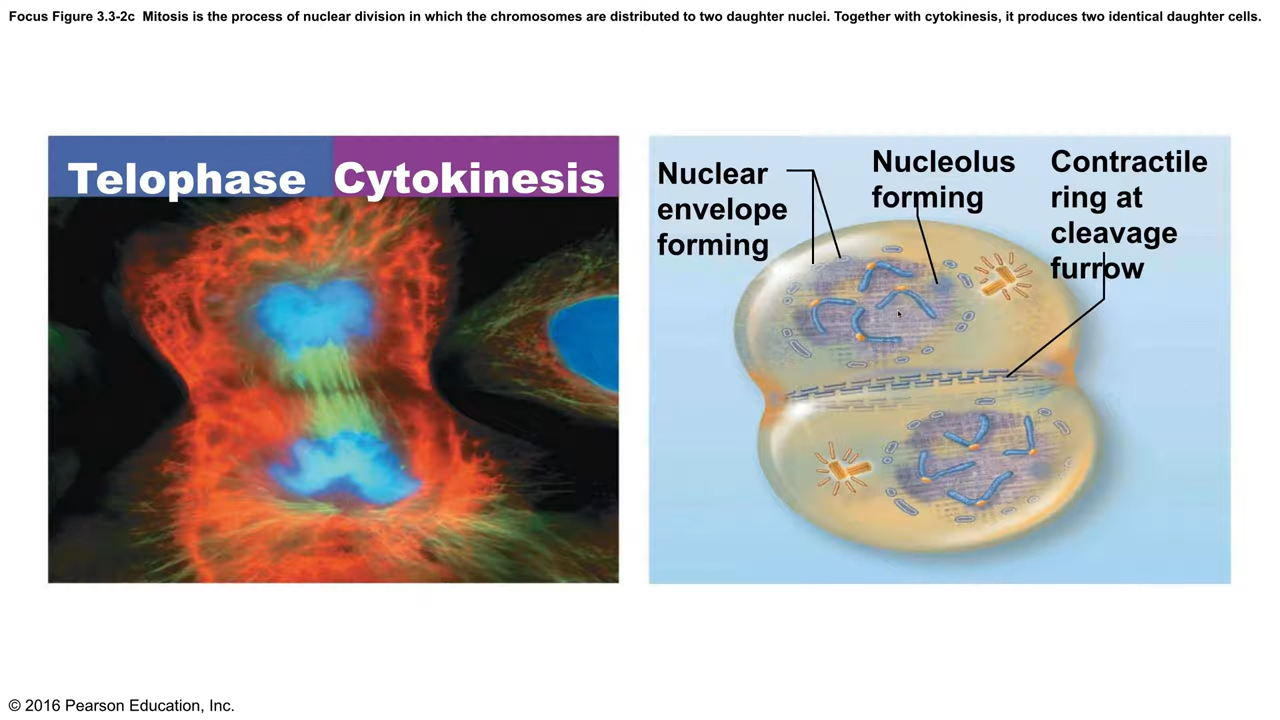 Focus Figure 3.3-2c  Mitosis is the process of nuclear division in which the chromosomes are distributed to two daughter nuclei. Together with cytokinesis, it produces two identical daughter cells.
Telophase
Cytokinesis
Nuclear
envelope
forming
Nucleolus
forming
Contractile
ring at
cleavage
furrow
© 2016 Pearson Education, Inc.